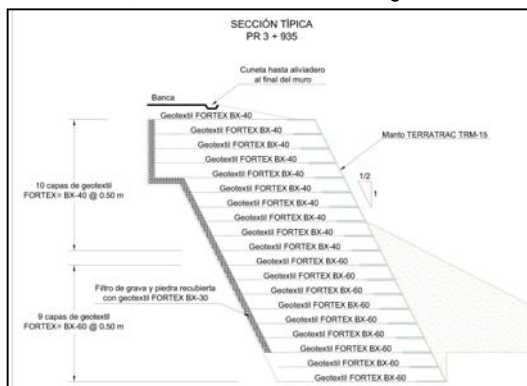 SECCIÓN TÍPICA
PR 3 + 935
Cuneta hasta aliviadero
al final del muro
Banca
Geotextil FORTEX BX-40
Geotextil FORTEX BX-40
Manto TERRATRAC TRM-15
Geotextil FORTEX BX-40
Geotextil FORTEX BX-40
Geotextil FORTEX BX-40
1/2
1
10 capas de geotextil
FORTEX® BX-40 @ 0.50 m
Geotextil FORTEX BX-40
Geotextil FORTEX BX-40
Geotextil FORTEX BX-40
Geotextil FORTEX BX-40
Geotextil FORTEX BX-40
Geotextil FORTEX BX-60
Geotextil FORTEX BX-60
Filtro de grava y piedra recubierta
con geotextil FORTEX BX-30
Geotextil FORTEX BX-60
Geotextil FORTEX BX-60
9 capas de geotextil
FORTEX® BX-60 @ 0.50 m
Geotextil FORTEX BX-60
Geotextil FORTEX BX-60
Geotextil FORTEX BX-60
Geotextil FORTEX BX-60
Geotextil FORTEX BX-60